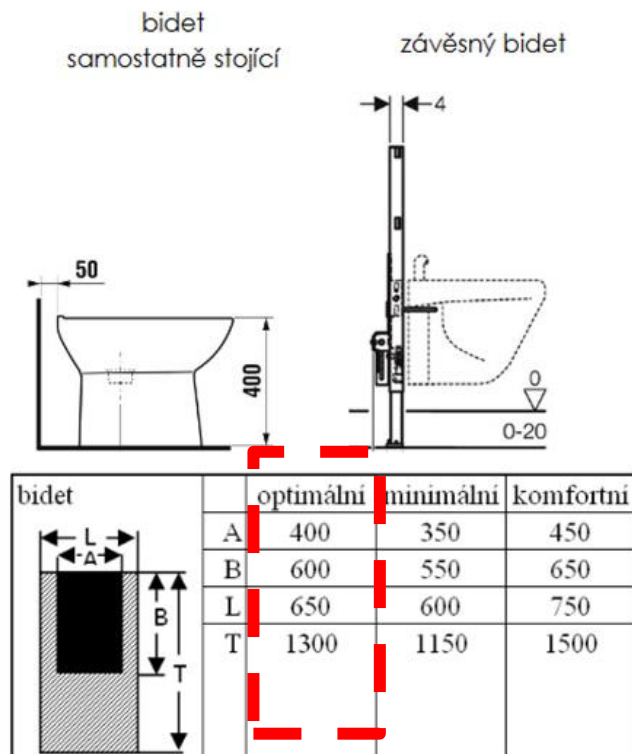 bidet
samostatně stojící
závěsný bidet
4
50
400
0
0-20
bidet optimální minimální komfortní
L
A
B
T
A 400 350 450
B 600 550 650
L 650 600 750
T 1300 1150 1500